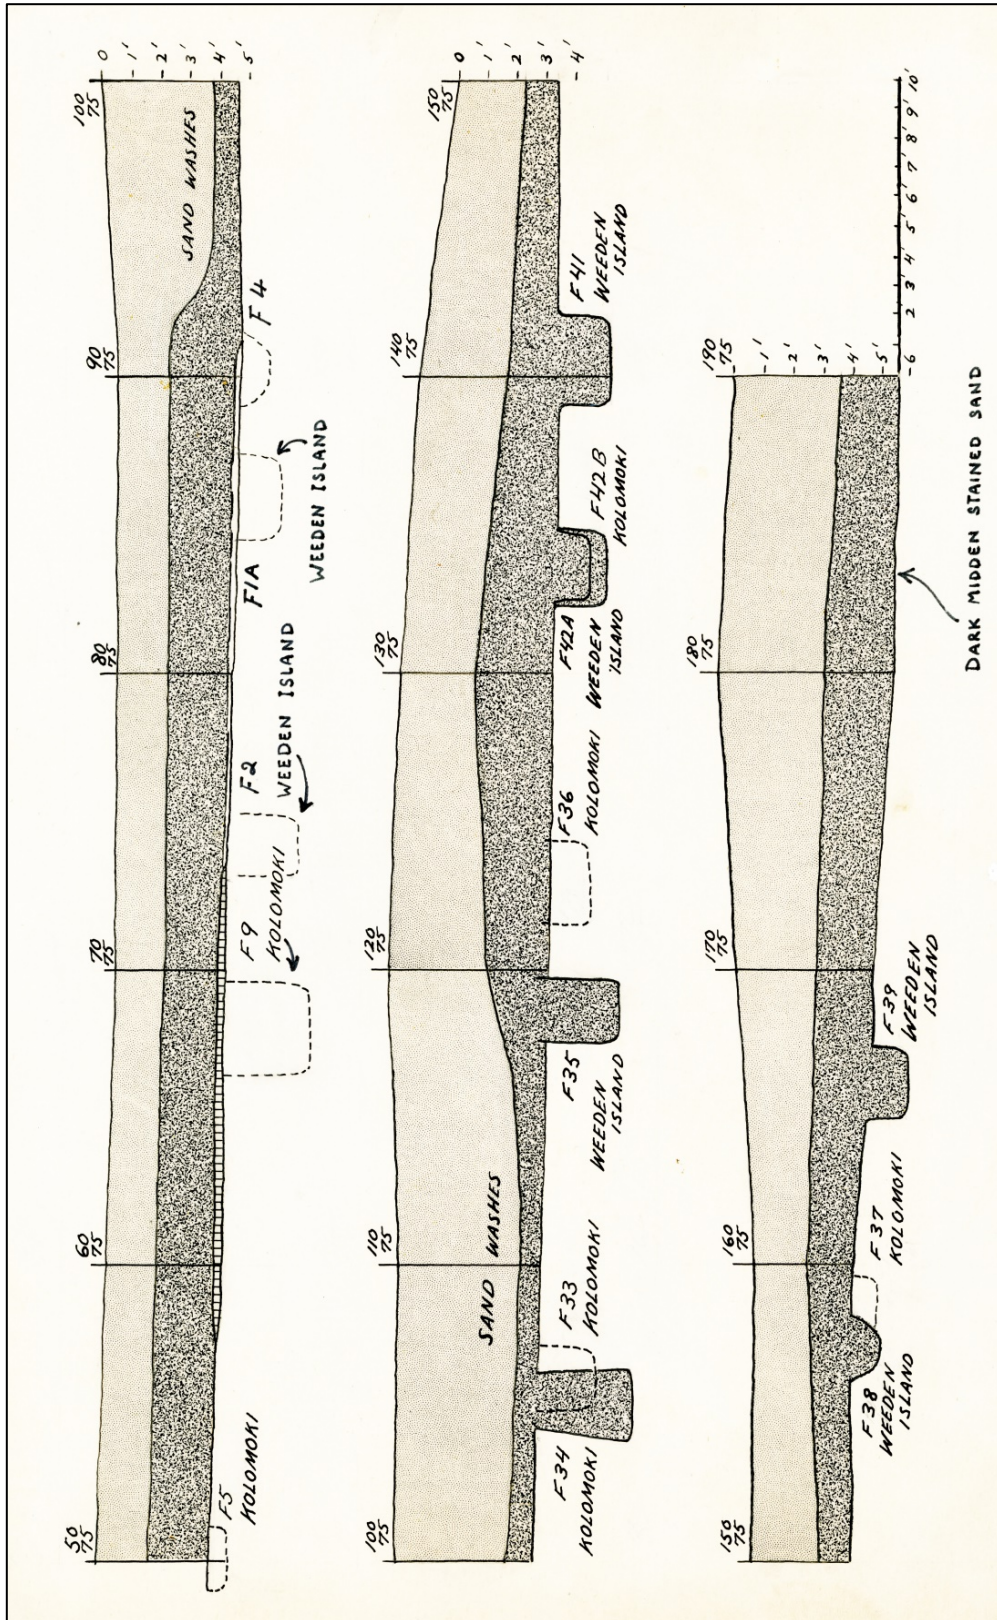 50
75
60
75
70
75
80
75
90
75
100
75
0
-1'
-2'
-3'
-4'
-5'
SAND WASHES
F5
KOLOMOKI
F9
KOLOMOKI
F2
WEEDEN ISLAND
F1A
WEEDEN ISLAND
F4
100
75
110
75
120
75
130
75
140
75
150
75
0
-1'
-2'
-3'
-4'
SAND WASHES
F34
KOLOMOKI
F33
KOLOMOKI
F35
WEEDEN
ISLAND
F36
KOLOMOKI
F42A
WEEDEN
ISLAND
F42B
KOLOMOKI
F41
WEEDEN
ISLAND
150
75
160
75
170
75
180
75
190
75
-1'
-2'
-3'
-4'
-5'
-6
2 3' 4' 5' 6' 7' 8' 9' 10'
F38
WEEDEN
ISLAND
F37
KOLOMOKI
F39
WEEDEN
ISLAND
DARK MIDDEN STAINED SAND